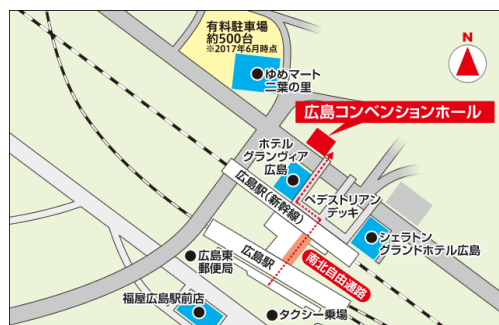 有料駐車場
約500台
※2017年6月時点
N
ゆめマート
二葉の里
広島コンベンションホール
ホテル
グランヴィア
広島
ペデストリアン
デッキ
広島駅(新幹線)
シェラトン
グランドホテル広島
広島東
郵便局
広島駅
南北自由通路
福屋広島駅前店
タクシー乗場